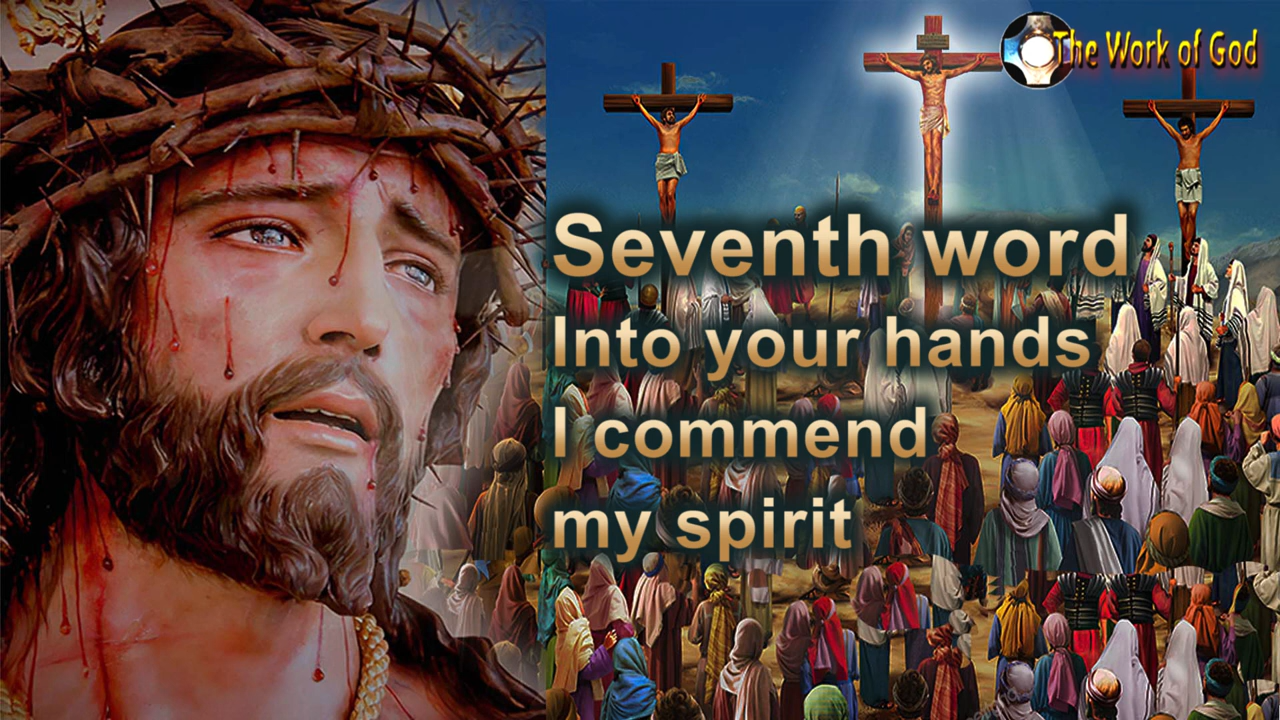 The Work of God
Seventh word
Into your hands
I commend
my spirit